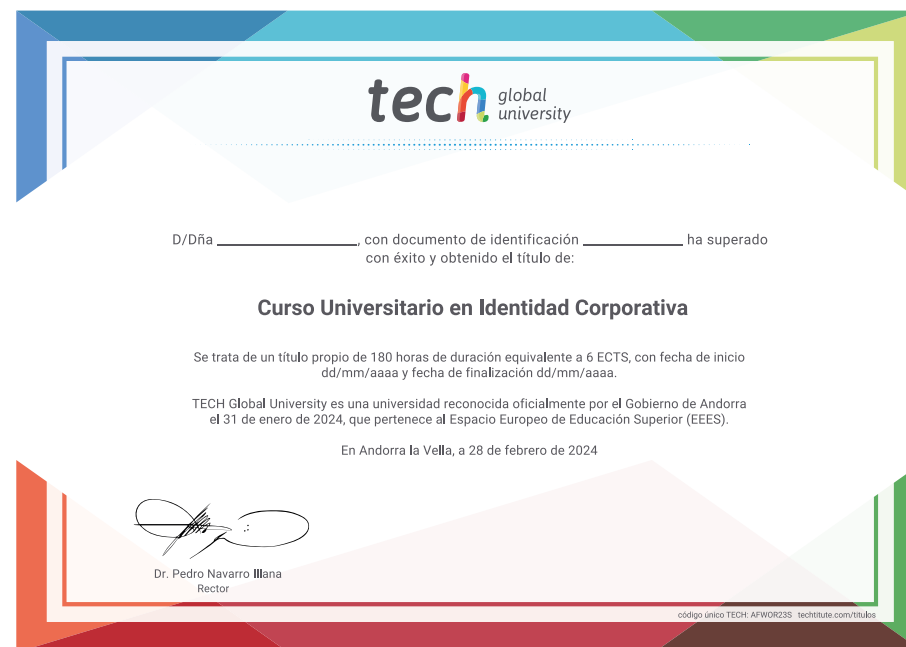 tech global university
D/Dña ____________, con documento de identificación ____________ ha superado
con éxito y obtenido el título de:
Curso Universitario en Identidad Corporativa
Se trata de un título propio de 180 horas de duración equivalente a 6 ECTS, con fecha de inicio
dd/mm/aaaa y fecha de finalización dd/mm/aaaa.
TECH Global University es una universidad reconocida oficialmente por el Gobierno de Andorra
el 31 de enero de 2024, que pertenece al Espacio Europeo de Educación Superior (EEES).
En Andorra la Vella, a 28 de febrero de 2024
Dr. Pedro Navarro Illana
Rector
código único TECH: AFWOR23S techtitute.com/titulos